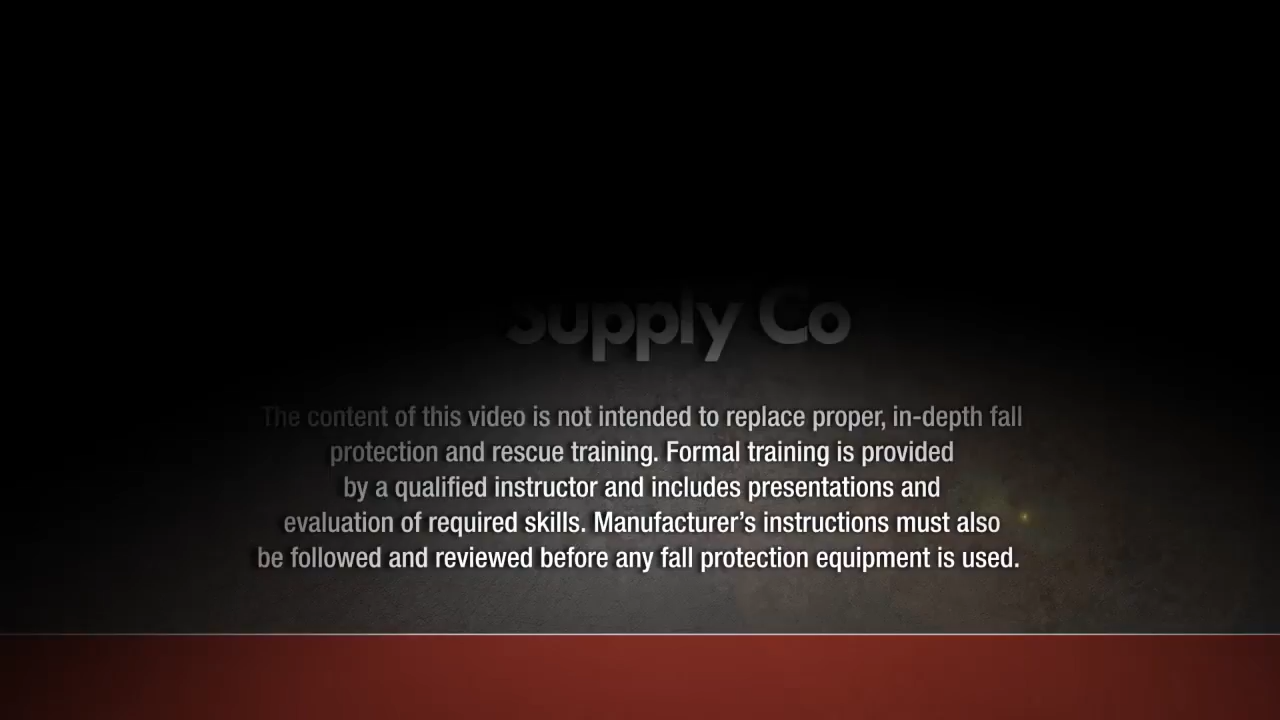 Supply Co
The content of this video is not intended to replace proper, in-depth fall
protection and rescue training. Formal training is provided
by a qualified instructor and includes presentations and
evaluation of required skills. Manufacturer’s instructions must also
be followed and reviewed before any fall protection equipment is used.